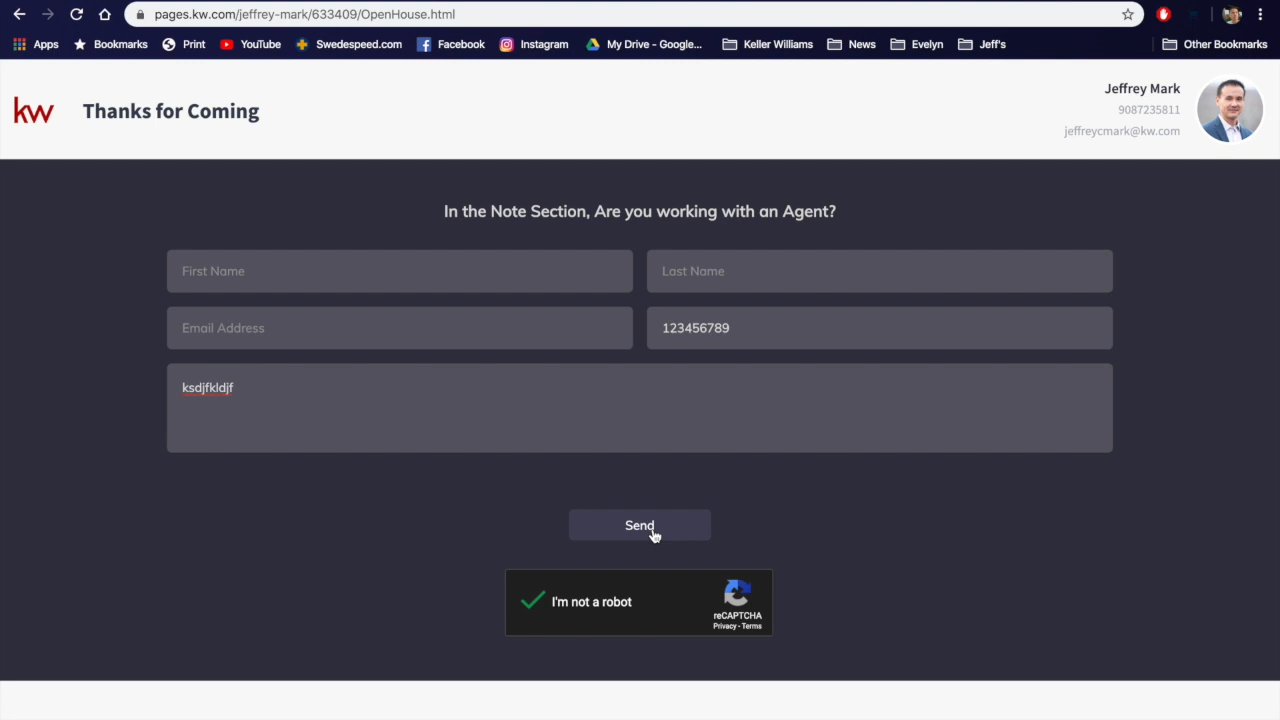 pages.kw.com/jeffrey-mark/633409/OpenHouse.html
Apps Bookmarks Print YouTube Swedespeed.com Facebook Instagram My Drive - Google... Keller Williams News Evelyn Jeff's Other Bookmarks
kw Thanks for Coming
Jeffrey Mark
9087235811
jeffreycmark@kw.com
In the Note Section, Are you working with an Agent?
First Name Last Name
Email Address 123456789
ksdjfkldjf
Send
I'm not a robot
reCAPTCHA
Privacy - Terms